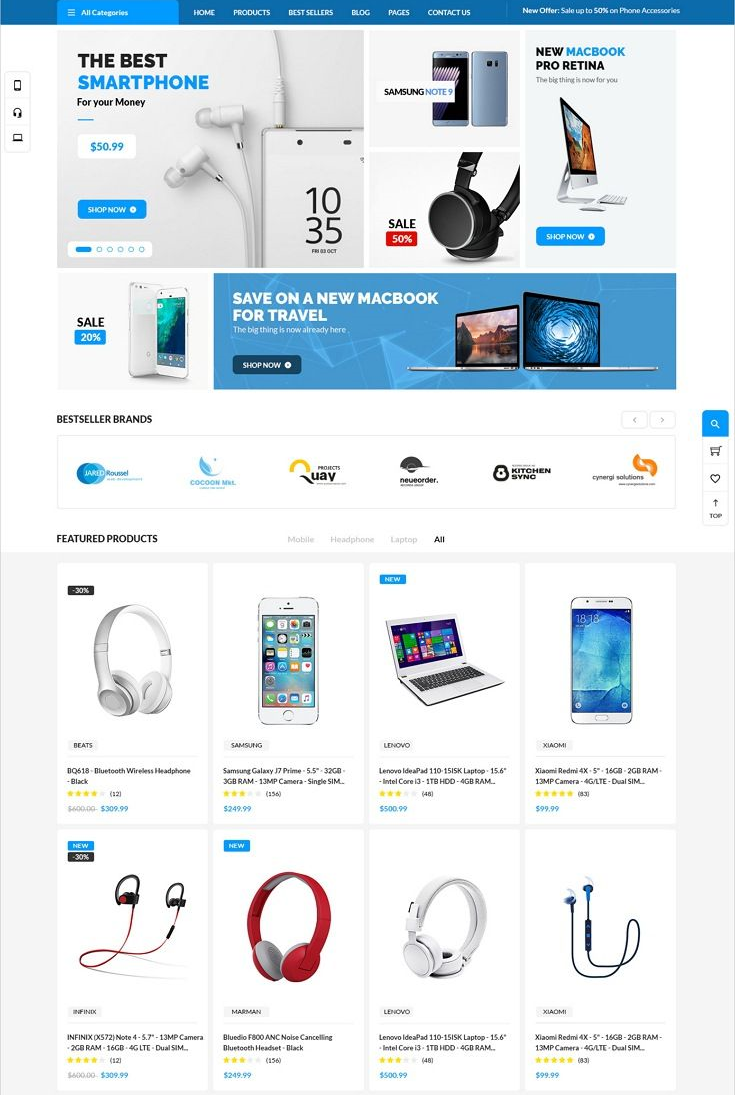 All Categories
HOME
PRODUCTS
BEST SELLERS
BLOG
PAGES
CONTACT US
New Offer: Sale up to 50% on Phone Accessories
THE BEST
SMARTPHONE
For your Money
$50.99
SHOP NOW
10
35
FRI 03 OCT
SAMSUNG NOTE 9
SALE
50%
NEW MACBOOK
PRO RETINA
The big thing is now for you
SHOP NOW
SALE
20%
SAVE ON A NEW MACBOOK
FOR TRAVEL
The big thing is now already here
SHOP NOW
BESTSELLER BRANDS
JARED Roussel
web development
COCOON Mkt.
PROJECTS
Quay
neueorder.
KITCHEN
SYNC
cynergi solutions
TOP
FEATURED PRODUCTS
Mobile
Headphone
Laptop
All
-30%
BEATS
BQ618 - Bluetooth Wireless Headphone
- Black
(12)
$600.00 $309.99
SAMSUNG
Samsung Galaxy J7 Prime - 5.5" - 32GB -
3GB RAM - 13MP Camera - Single SIM...
(156)
$249.99
NEW
LENOVO
Lenovo IdeaPad 110-15ISK Laptop - 15.6"
- Intel Core i3 - 1TB HDD - 4GB RAM...
(48)
$500.99
18:18
XIAOMI
Xiaomi Redmi 4X - 5" - 16GB - 2GB RAM -
13MP Camera - 4G/LTE - Dual SIM...
(83)
$99.99
NEW
-30%
INFINIX
INFINIX (X572) Note 4 - 5.7" - 13MP Camera
- 2GB RAM - 16GB - 4G LTE - Dual SIM...
(12)
$600.00 $309.99
NEW
MARMAN
Bluedio F800 ANC Noise Cancelling
Bluetooth Headset - Black
(156)
$249.99
LENOVO
Lenovo IdeaPad 110-15ISK Laptop - 15.6"
- Intel Core i3 - 1TB HDD - 4GB RAM...
(48)
$500.99
XIAOMI
Xiaomi Redmi 4X - 5" - 16GB - 2GB RAM -
13MP Camera - 4G/LTE - Dual SIM...
(83)
$99.99